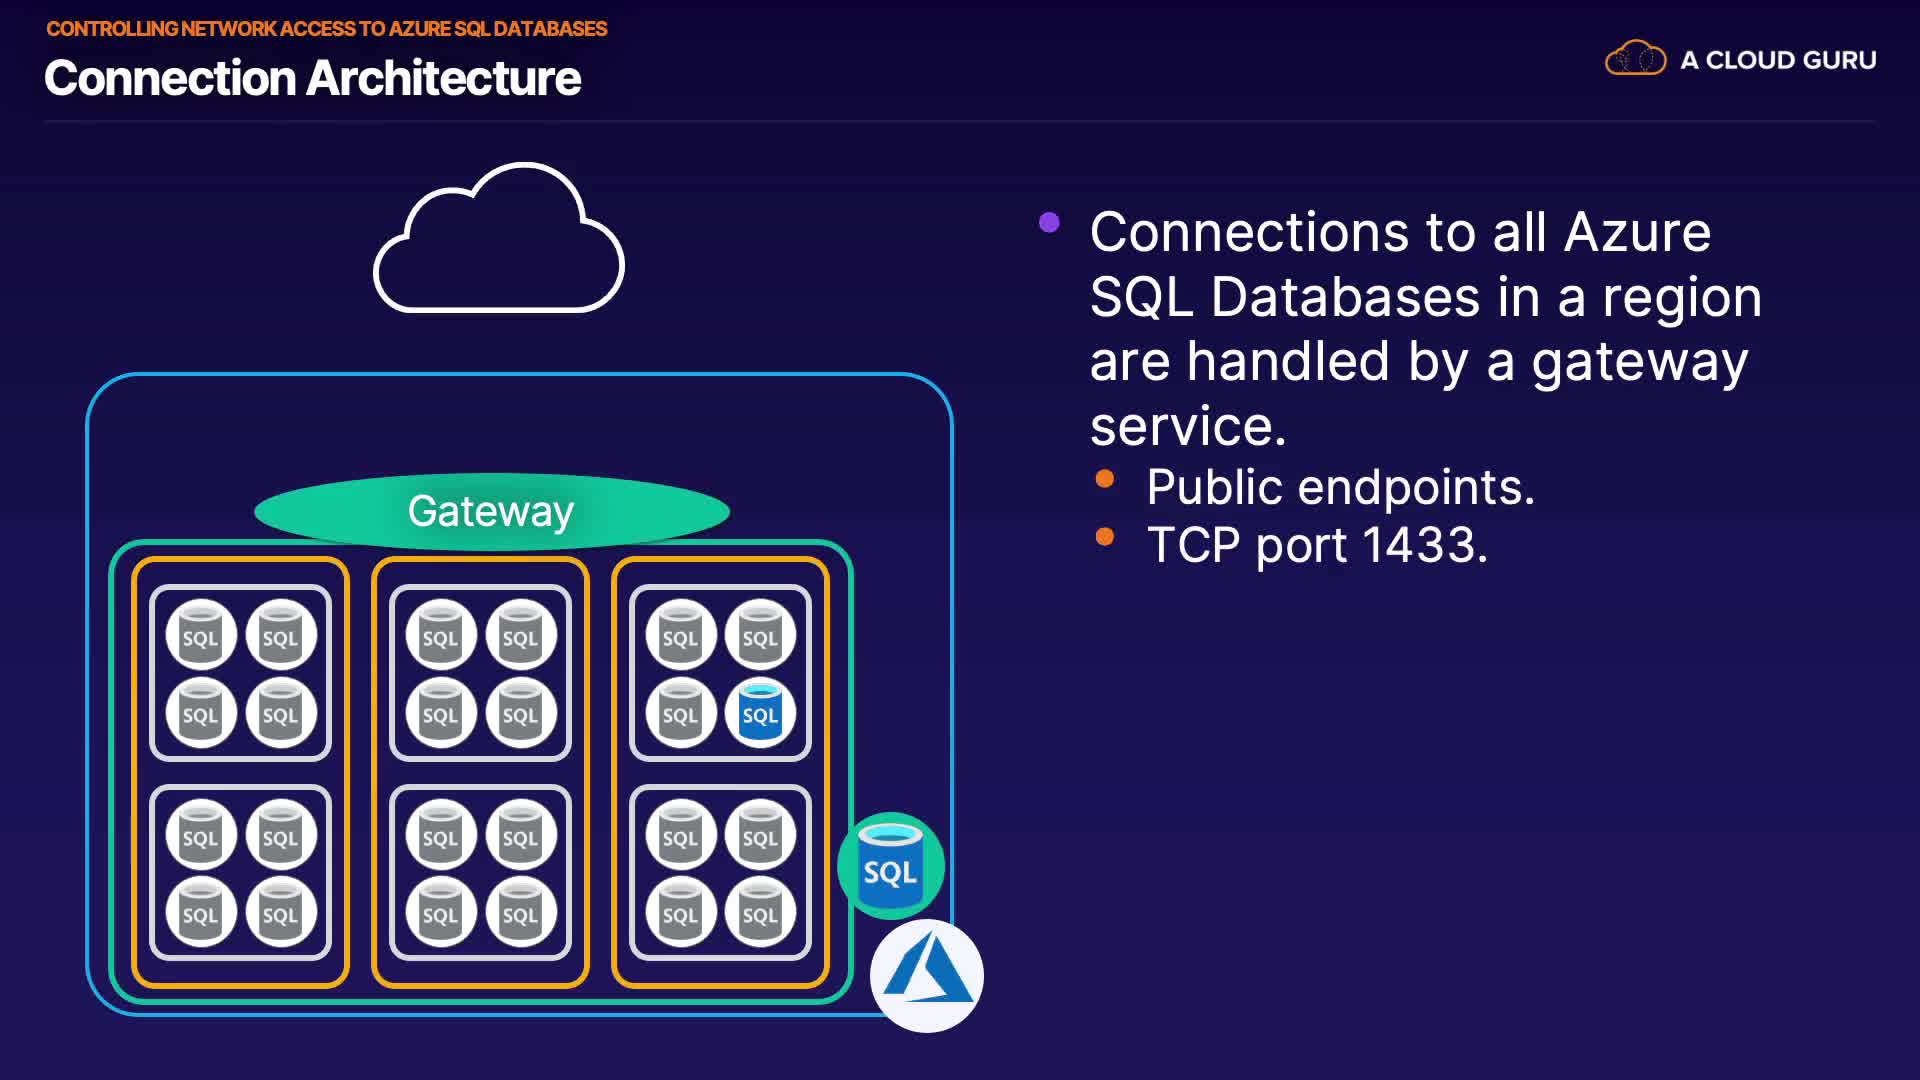 CONTROLLING NETWORK ACCESS TO AZURE SQL DATABASES
Connection Architecture
A CLOUD GURU
Connections to all Azure
SQL Databases in a region
are handled by a gateway
service.
Public endpoints.
TCP port 1433.
Gateway
SQL SQL SQL SQL SQL SQL
SQL SQL SQL SQL SQL SQL
SQL SQL SQL SQL SQL SQL
SQL SQL SQL SQL SQL SQL
SQL